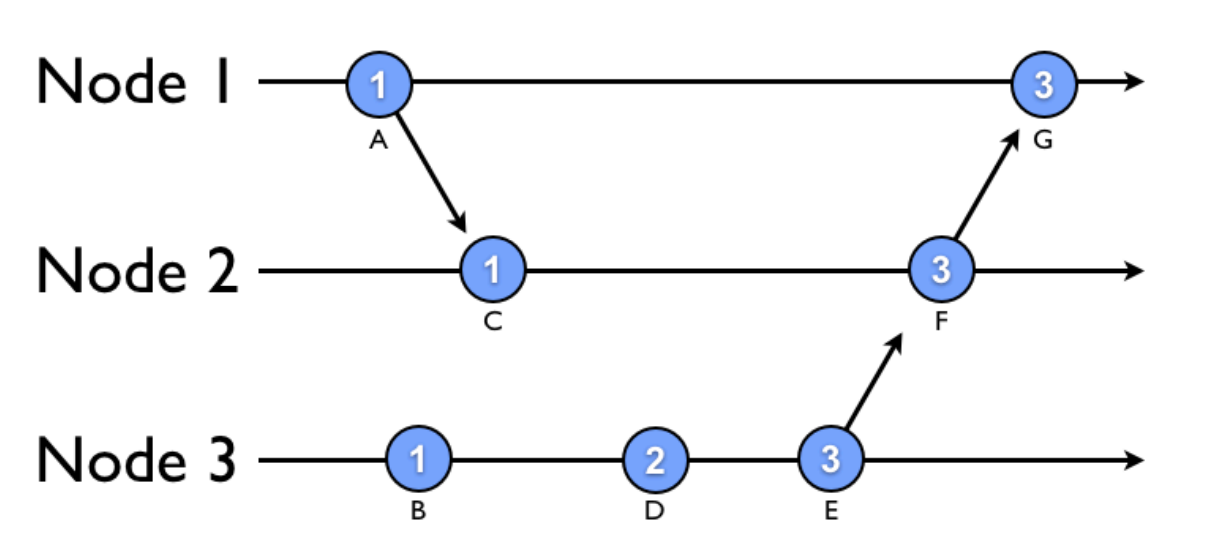 Node 1 1 3
A G
Node 2 1 3
C F
Node 3 1 2 3
B D E